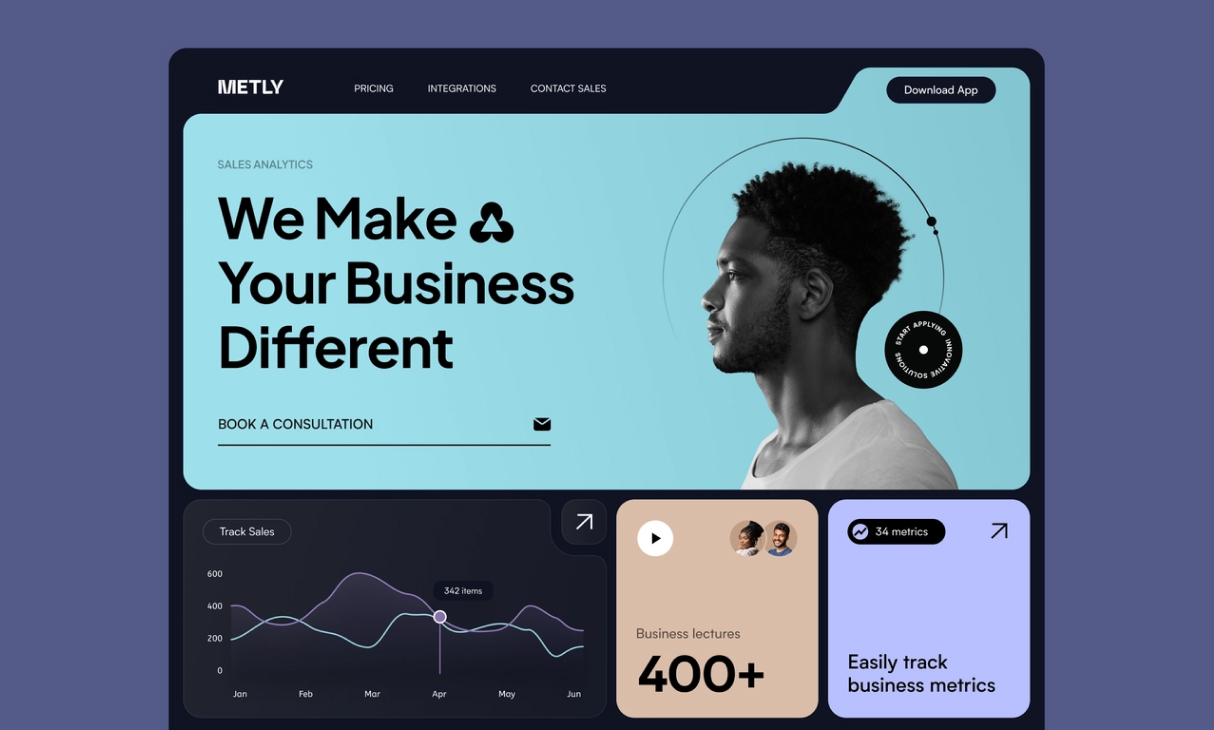 METLY
PRICING
INTEGRATIONS
CONTACT SALES
Download App
SALES ANALYTICS
We Make
Your Business
Different
BOOK A CONSULTATION
START APPLYING INNOVATIVE SOLUTIONS
Track Sales
342 items
600
400
200
0
Jan
Feb
Mar
Apr
May
Jun
Business lectures
400+
34 metrics
Easily track
business metrics